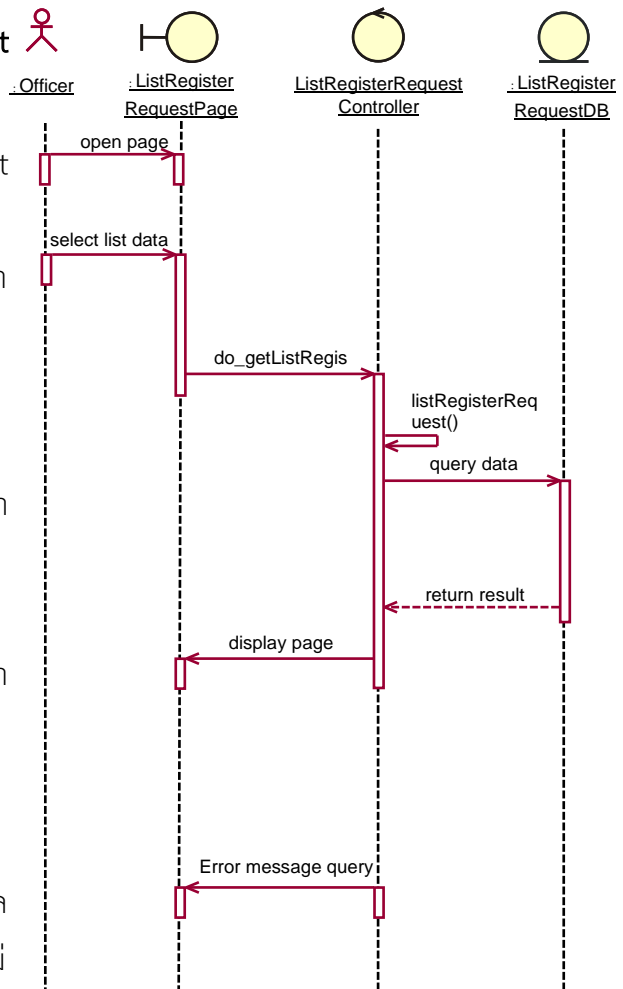 t
: Officer
: ListRegister
RequestPage
ListRegisterRequest
Controller
: ListRegister
RequestDB
open page
t
select list data
do_getListRegis
listRegisterReq
uest()
query data
return result
display page
Error message query